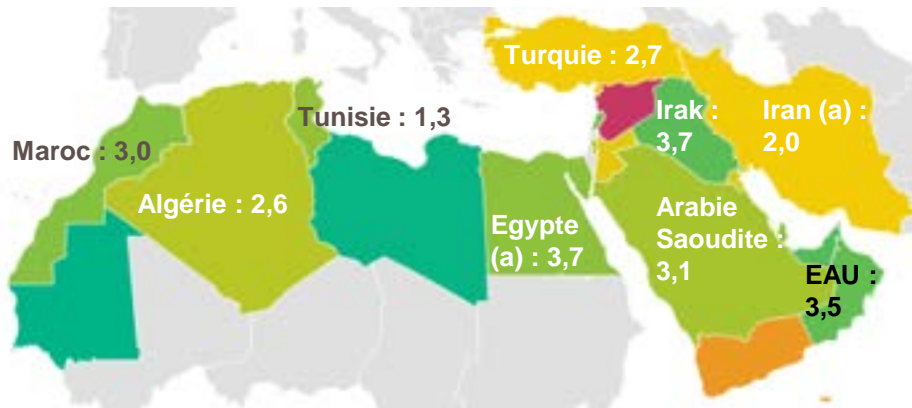 Turquie : 2,7
Tunisie : 1,3
Irak :
3,7
Iran (a) :
2,0
Maroc : 3,0
Algérie : 2,6
Egypte
(a) : 3,7
Arabie
Saoudite :
3,1
EAU :
3,5